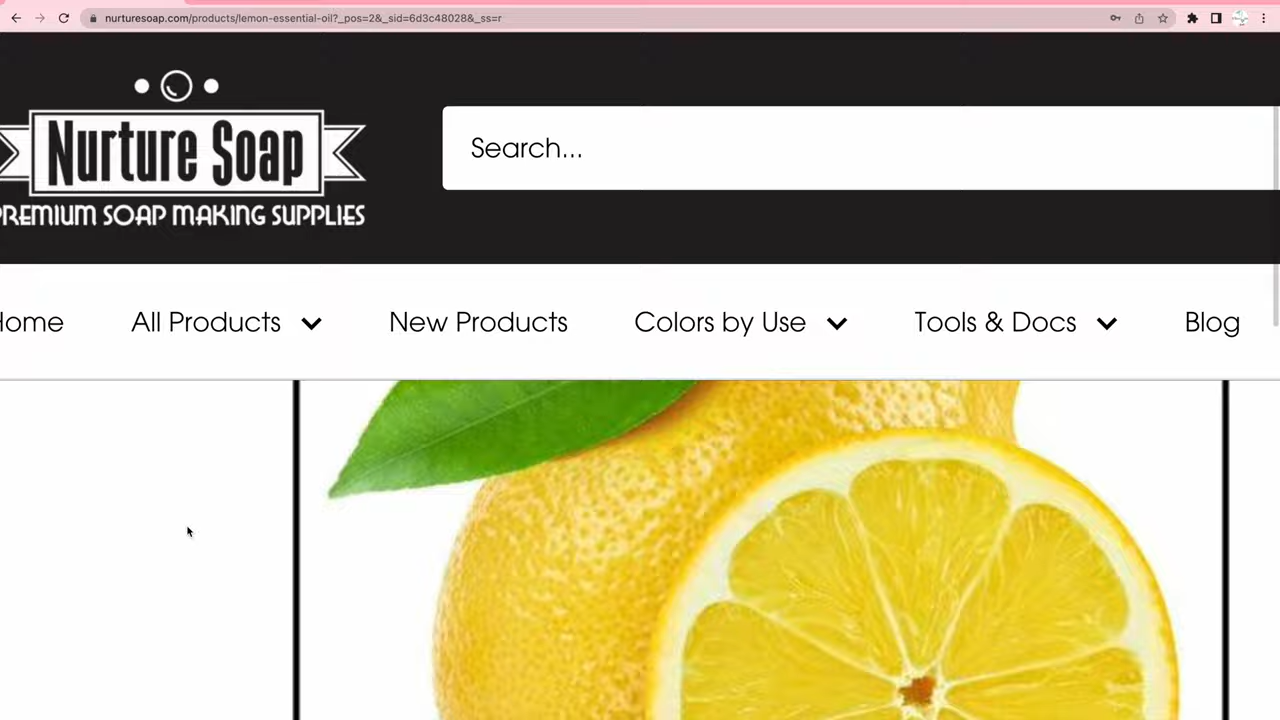 nurturesoap.com/products/lemon-essential-oil?_pos=2&_sid=6d3c48028&_ss=r
Nurture Soap
PREMIUM SOAP MAKING SUPPLIES
Search...
Home
All Products
New Products
Colors by Use
Tools & Docs
Blog